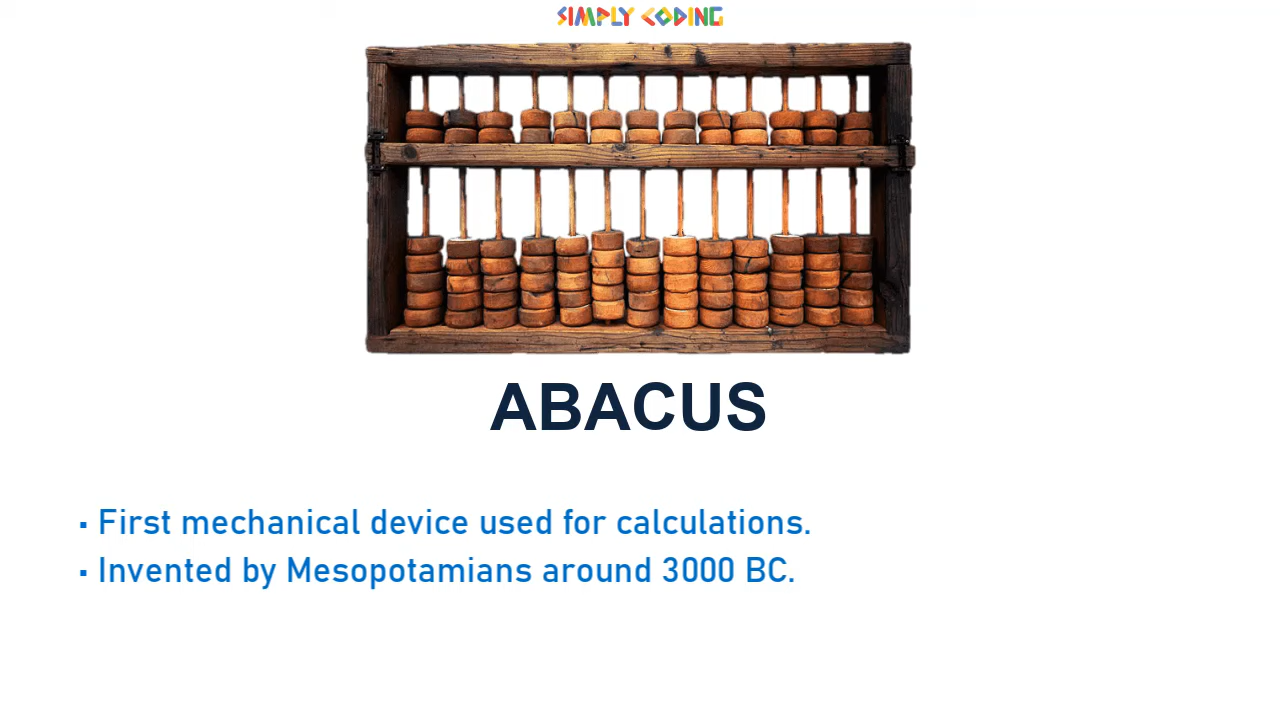 SIMPLY CODING
ABACUS
▪ First mechanical device used for calculations.
▪ Invented by Mesopotamians around 3000 BC.